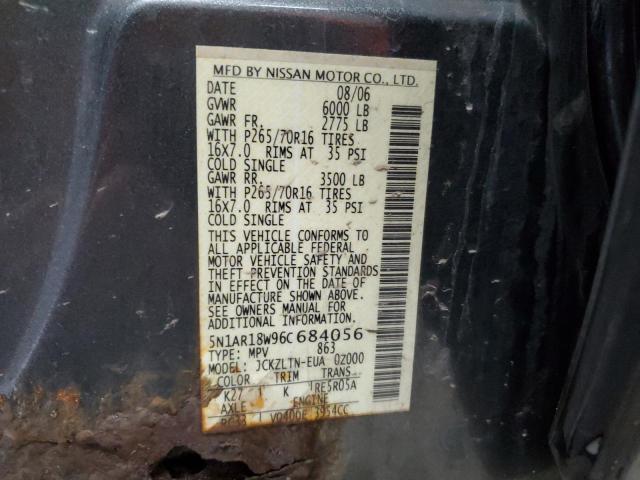 MFD BY NISSAN MOTOR CO., LTD.
DATE 08/06
GVWR 6000 LB
GAWR FR. 2775 LB
WITH P265/70R16 TIRES
16X7.0 RIMS AT 35 PSI
COLD SINGLE
GAWR RR. 3500 LB
WITH P265/70R16 TIRES
16X7.0 RIMS AT 35 PSI
COLD SINGLE
THIS VEHICLE CONFORMS TO
ALL APPLICABLE FEDERAL
MOTOR VEHICLE SAFETY AND
THEFT PREVENTION STANDARDS
IN EFFECT ON THE DATE OF
MANUFACTURE SHOWN ABOVE.
SEE OWNERS MANUAL FOR
ADDITIONAL INFORMATION.
5N1AR18W96C684056
TYPE: MPV 863
MODEL: JCKZLTN-EUA 02000
COLOR TRIM TRANS
K27 K RE5R05A
AXLE ENGINE
VQ40DE 3954CC